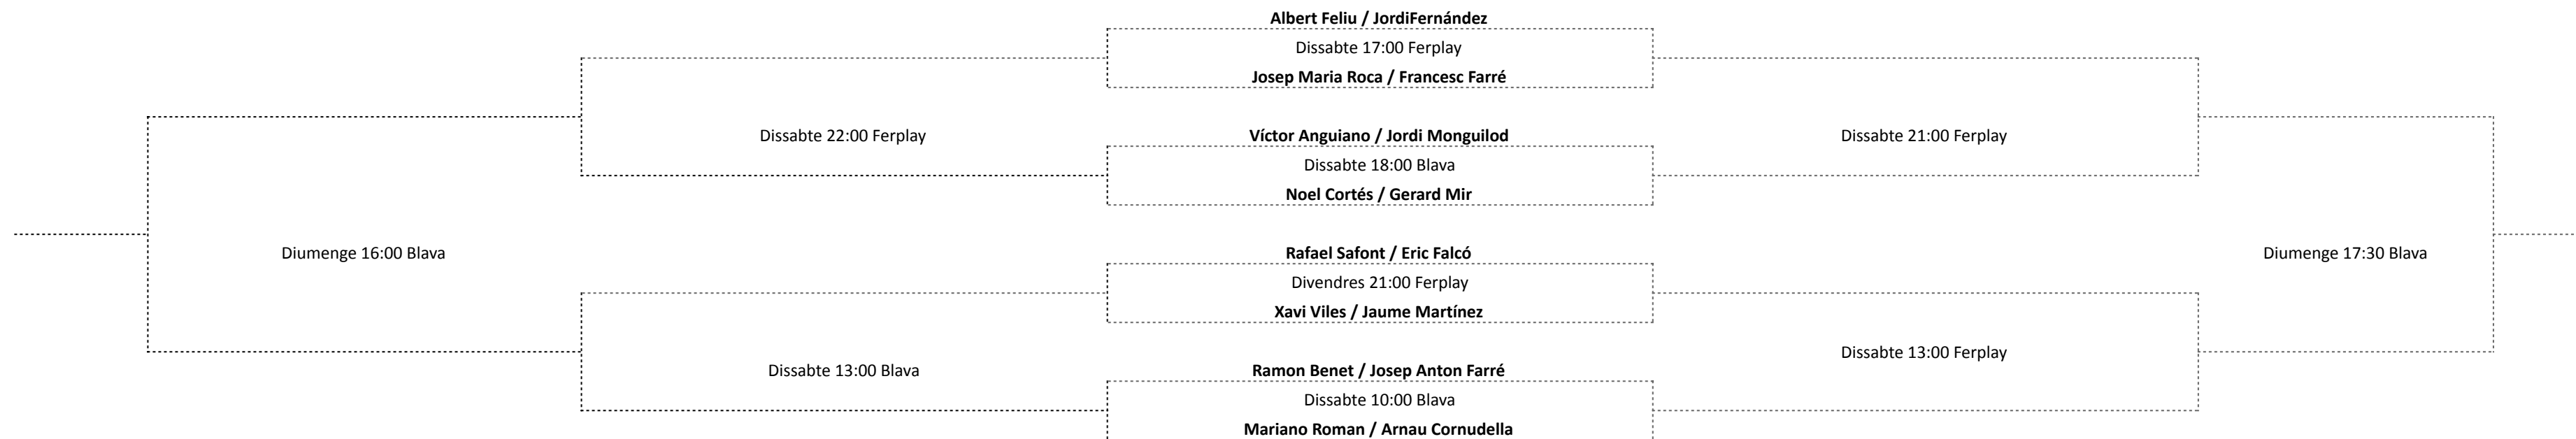 Albert Feliu / JordiFernández
Dissabte 17:00 Ferplay
Josep Maria Roca / Francesc Farré
Dissabte 22:00 Ferplay
Víctor Anguiano / Jordi Monguilod
Dissabte 21:00 Ferplay
Dissabte 18:00 Blava
Noel Cortés / Gerard Mir
Diumenge 16:00 Blava
Rafael Safont / Eric Falcó
Diumenge 17:30 Blava
Divendres 21:00 Ferplay
Xavi Viles / Jaume Martínez
Dissabte 13:00 Ferplay
Dissabte 13:00 Blava
Ramon Benet / Josep Anton Farré
Dissabte 10:00 Blava
Mariano Roman / Arnau Cornudella